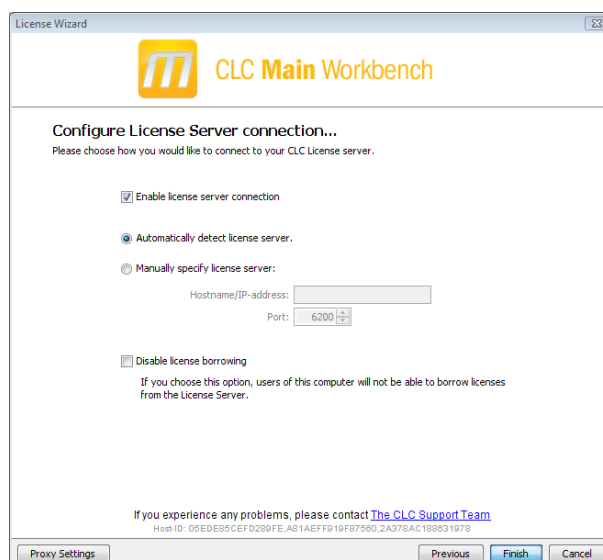 License Wizard
CLC Main Workbench
Configure License Server connection...
Please choose how you would like to connect to your CLC License server.
Enable license server connection
Automatically detect license server.
Manually specify license server:
Hostname/IP-address:
Port: 6200
Disable license borrowing
If you choose this option, users of this computer will not be able to borrow licenses
from the License Server.
If you experience any problems, please contact The CLC Support Team
Host-ID: 05EDE85CEFD289FE,A81AEFF919F87560,2A378AC188631978
Proxy Settings Previous Finish Cancel